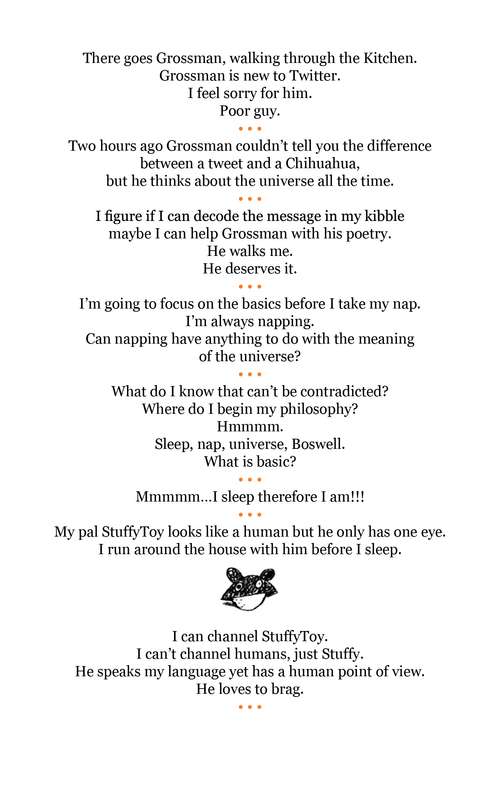 There goes Grossman, walking through the Kitchen.
Grossman is new to Twitter.
I feel sorry for him.
Poor guy.
• • •
Two hours ago Grossman couldn’t tell you the difference
between a tweet and a Chihuahua,
but he thinks about the universe all the time.
• • •
I figure if I can decode the message in my kibble
maybe I can help Grossman with his poetry.
He walks me.
He deserves it.
• • •
I’m going to focus on the basics before I take my nap.
I’m always napping.
Can napping have anything to do with the meaning
of the universe?
• • •
What do I know that can’t be contradicted?
Where do I begin my philosophy?
Hmmmm.
Sleep, nap, universe, Boswell.
What is basic?
• • •
Mmmmm…I sleep therefore I am!!!
• • •
My pal StuffyToy looks like a human but he only has one eye.
I run around the house with him before I sleep.
I can channel StuffyToy.
I can’t channel humans, just Stuffy.
He speaks my language yet has a human point of view.
He loves to brag.
• • •